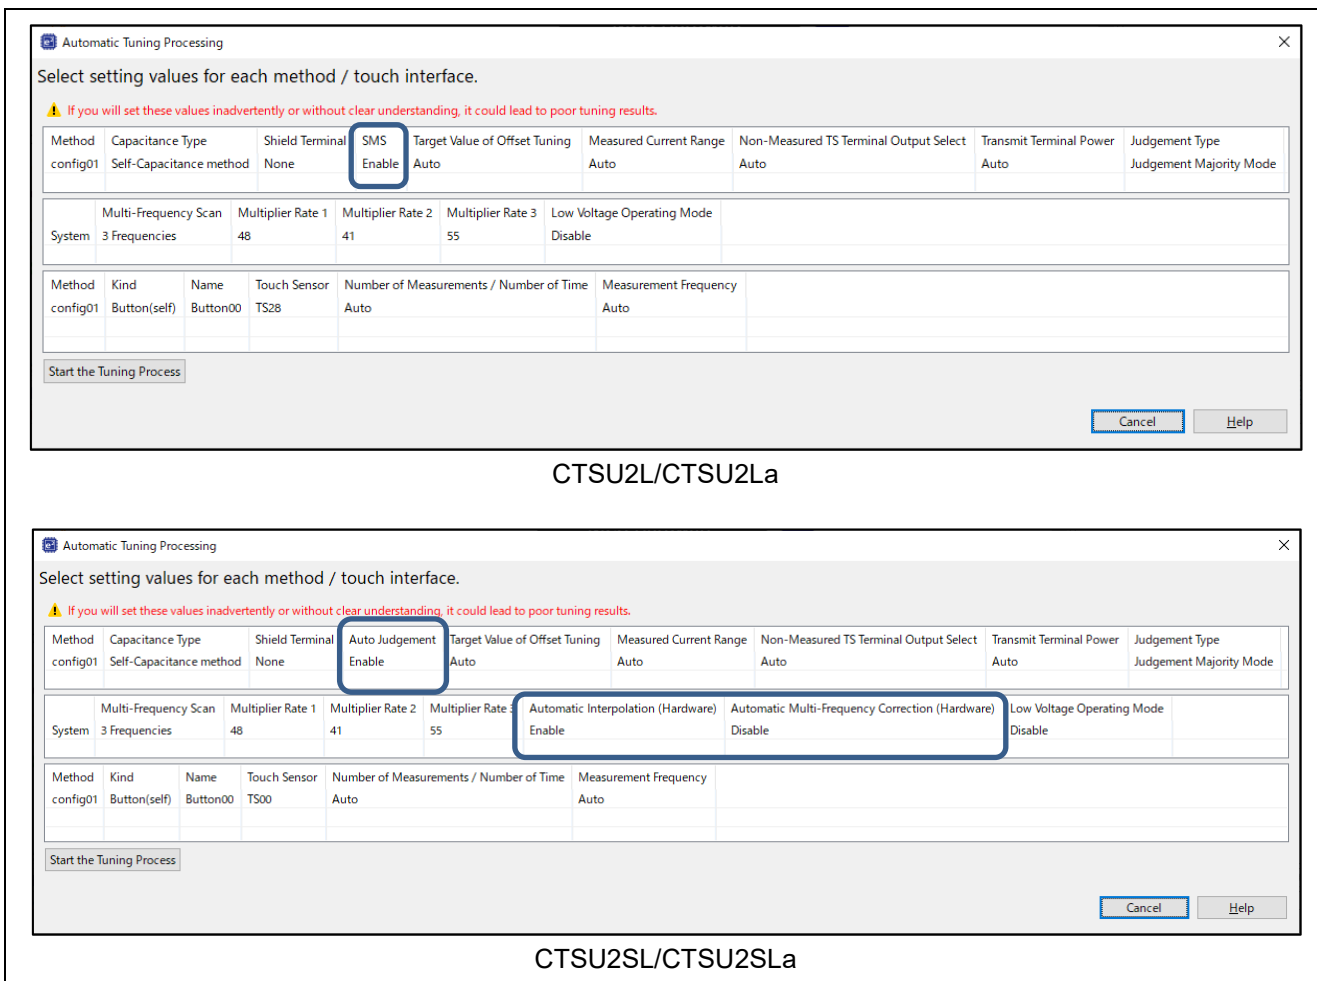 Automatic Tuning Processing
Select setting values for each method / touch interface.
If you will set these values inadvertently or without clear understanding, it could lead to poor tuning results.
Method Capacitance Type Shield Terminal SMS Target Value of Offset Tuning Measured Current Range Non-Measured TS Terminal Output Select Transmit Terminal Power Judgement Type
config01 Self-Capacitance method None Enable Auto Auto Auto Auto Judgement Majority Mode
Multi-Frequency Scan Multiplier Rate 1 Multiplier Rate 2 Multiplier Rate 3 Low Voltage Operating Mode
System 3 Frequencies 48 41 55 Disable
Method Kind Name Touch Sensor Number of Measurements / Number of Time Measurement Frequency
config01 Button(self) Button00 TS28 Auto Auto
Start the Tuning Process
Cancel Help
CTSU2L/CTSU2La
Automatic Tuning Processing
Select setting values for each method / touch interface.
If you will set these values inadvertently or without clear understanding, it could lead to poor tuning results.
Method Capacitance Type Shield Terminal Auto Judgement Target Value of Offset Tuning Measured Current Range Non-Measured TS Terminal Output Select Transmit Terminal Power Judgement Type
config01 Self-Capacitance method None Enable Auto Auto Auto Auto Judgement Majority Mode
Multi-Frequency Scan Multiplier Rate 1 Multiplier Rate 2 Multiplier Rate 3 Automatic Interpolation (Hardware) Automatic Multi-Frequency Correction (Hardware) Low Voltage Operating Mode
System 3 Frequencies 48 41 55 Enable Disable Disable
Method Kind Name Touch Sensor Number of Measurements / Number of Time Measurement Frequency
config01 Button(self) Button00 TS00 Auto Auto
Start the Tuning Process
Cancel Help
CTSU2SL/CTSU2SLa